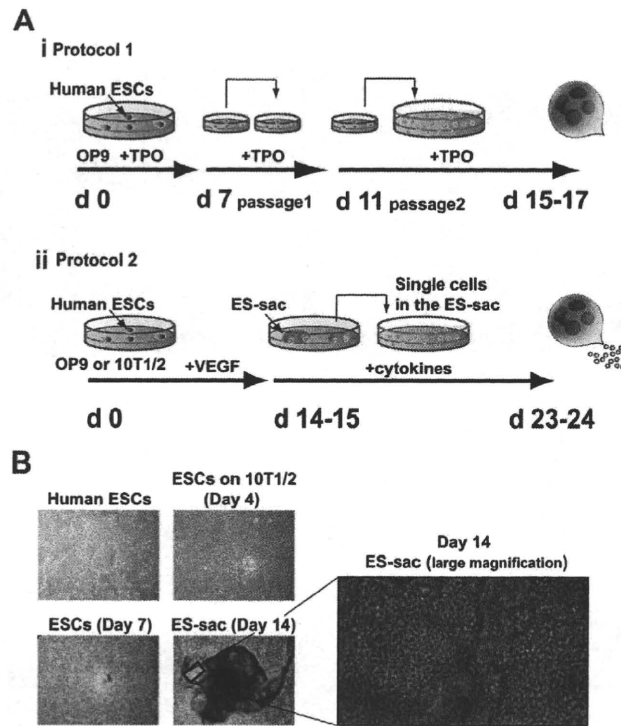 A
i Protocol 1
Human ESCs
OP9 +TPO
+TPO
+TPO
d 0
d 7 passage1
d 11 passage2
d 15-17
ii Protocol 2
Human ESCs
ES-sac
Single cells
in the ES-sac
OP9 or 10T1/2
+VEGF
+cytokines
d 0
d 14-15
d 23-24
B
Human ESCs
ESCs on 10T1/2
(Day 4)
Day 14
ES-sac (large magnification)
ESCs (Day 7)
ES-sac (Day 14)